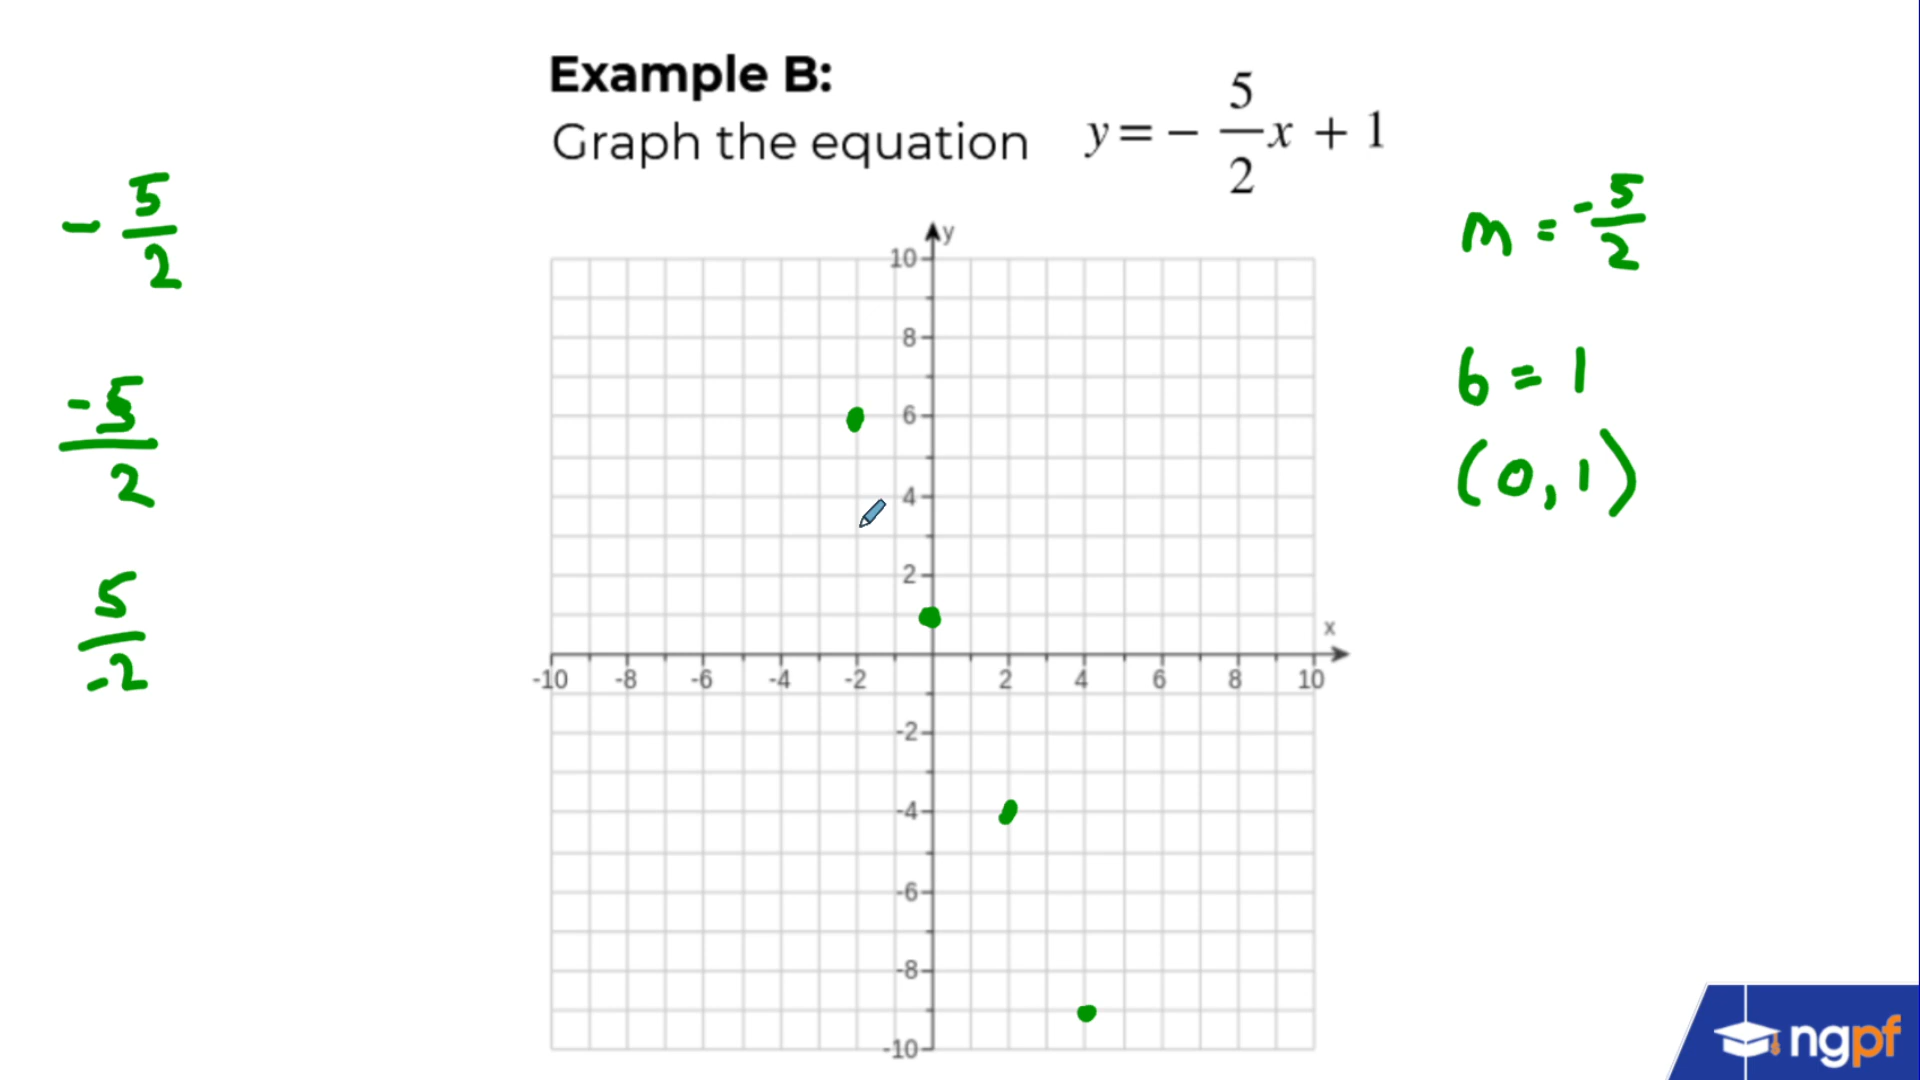 Example B:
Graph the equation y = - 5/2 x + 1
- 5/2
-5/2
5/-2
m = -5/2
b = 1
(0, 1)
y
10
8
6
4
2
x
-10 -8 -6 -4 -2 2 4 6 8 10
-2
-4
-6
-8
-10
ngpf